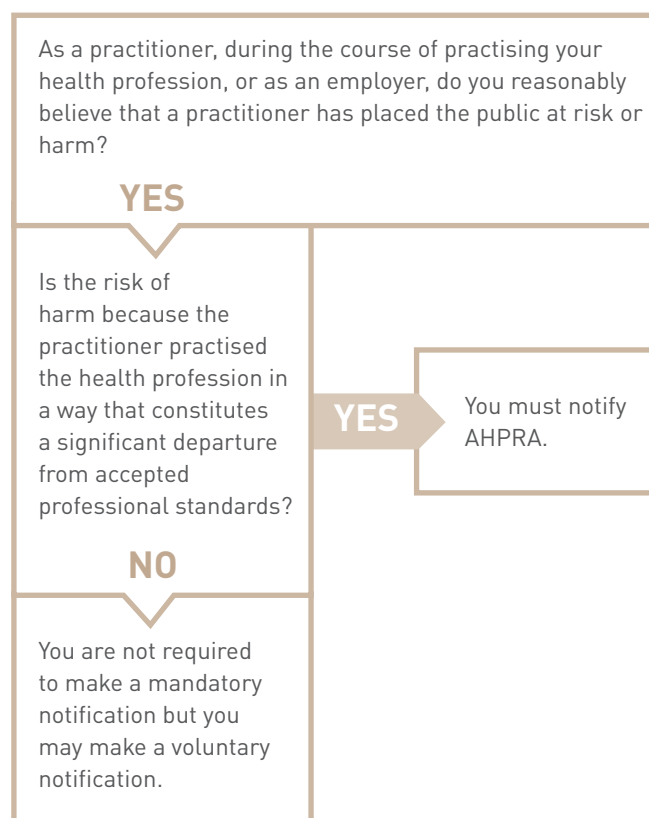 As a practitioner, during the course of practising your
health profession, or as an employer, do you reasonably
believe that a practitioner has placed the public at risk or
harm?
YES
Is the risk of
harm because the
practitioner practised
the health profession in
a way that constitutes
a significant departure
from accepted
professional standards?
YES
You must notify
AHPRA.
NO
You are not required
to make a mandatory
notification but you
may make a voluntary
notification.